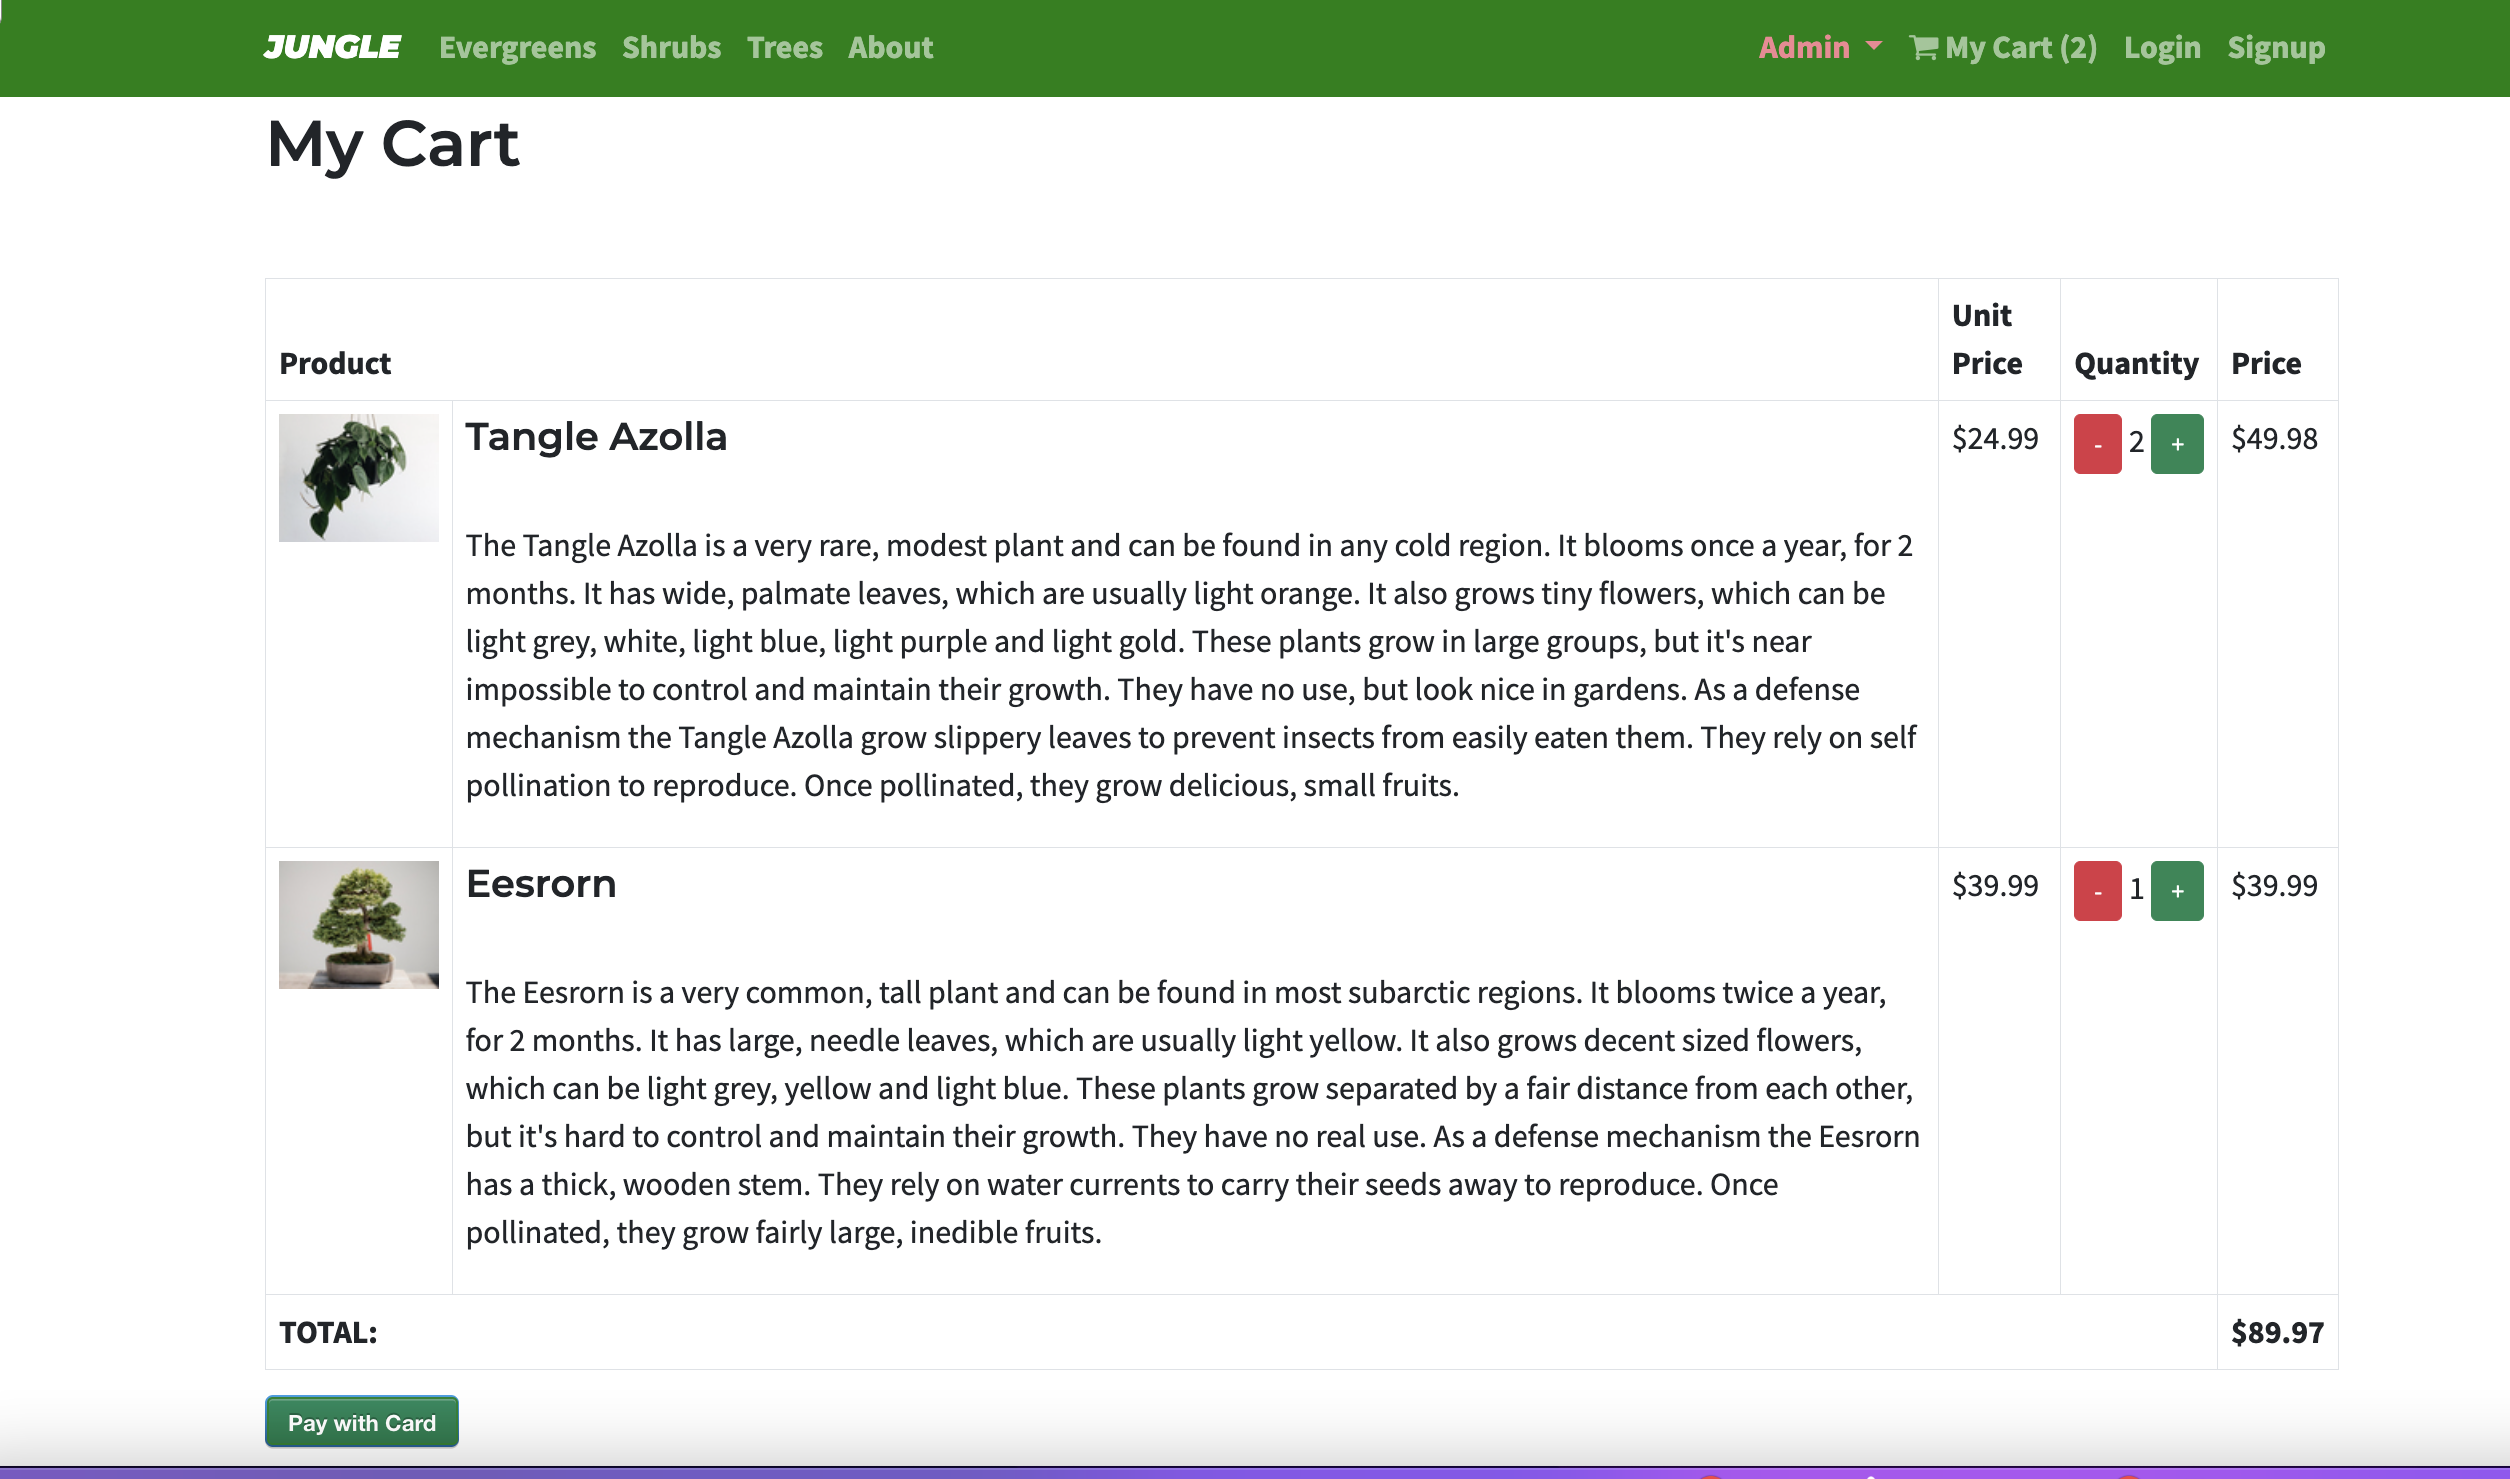 JUNGLE Evergreens Shrubs Trees About Admin My Cart (2) Login Signup
My Cart
Product Unit Price Quantity Price
Tangle Azolla $24.99 - 2 + $49.98
The Tangle Azolla is a very rare, modest plant and can be found in any cold region. It blooms once a year, for 2
months. It has wide, palmate leaves, which are usually light orange. It also grows tiny flowers, which can be
light grey, white, light blue, light purple and light gold. These plants grow in large groups, but it's near
impossible to control and maintain their growth. They have no use, but look nice in gardens. As a defense
mechanism the Tangle Azolla grow slippery leaves to prevent insects from easily eaten them. They rely on self
pollination to reproduce. Once pollinated, they grow delicious, small fruits.
Eesrorn $39.99 - 1 + $39.99
The Eesrorn is a very common, tall plant and can be found in most subarctic regions. It blooms twice a year,
for 2 months. It has large, needle leaves, which are usually light yellow. It also grows decent sized flowers,
which can be light grey, yellow and light blue. These plants grow separated by a fair distance from each other,
but it's hard to control and maintain their growth. They have no real use. As a defense mechanism the Eesrorn
has a thick, wooden stem. They rely on water currents to carry their seeds away to reproduce. Once
pollinated, they grow fairly large, inedible fruits.
TOTAL: $89.97
Pay with Card